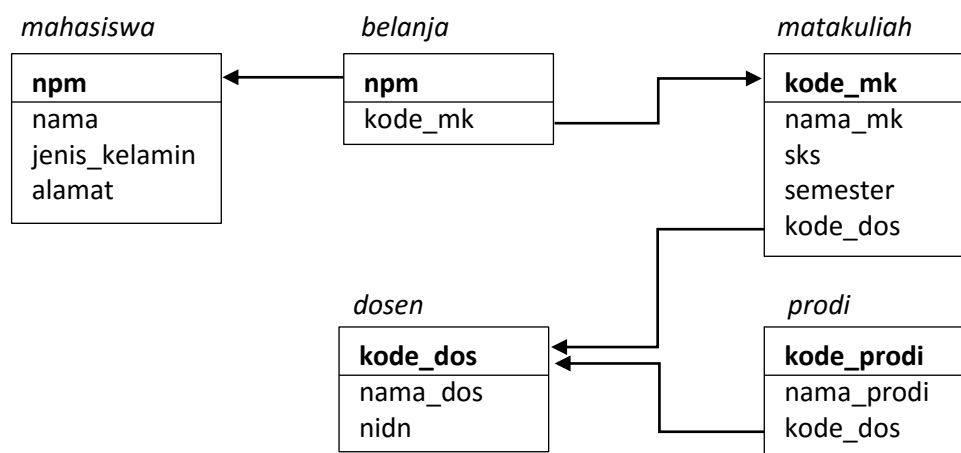 mahasiswa
npm
nama
jenis_kelamin
alamat
belanja
npm
kode_mk
matakuliah
kode_mk
nama_mk
sks
semester
kode_dos
dosen
kode_dos
nama_dos
nidn
prodi
kode_prodi
nama_prodi
kode_dos